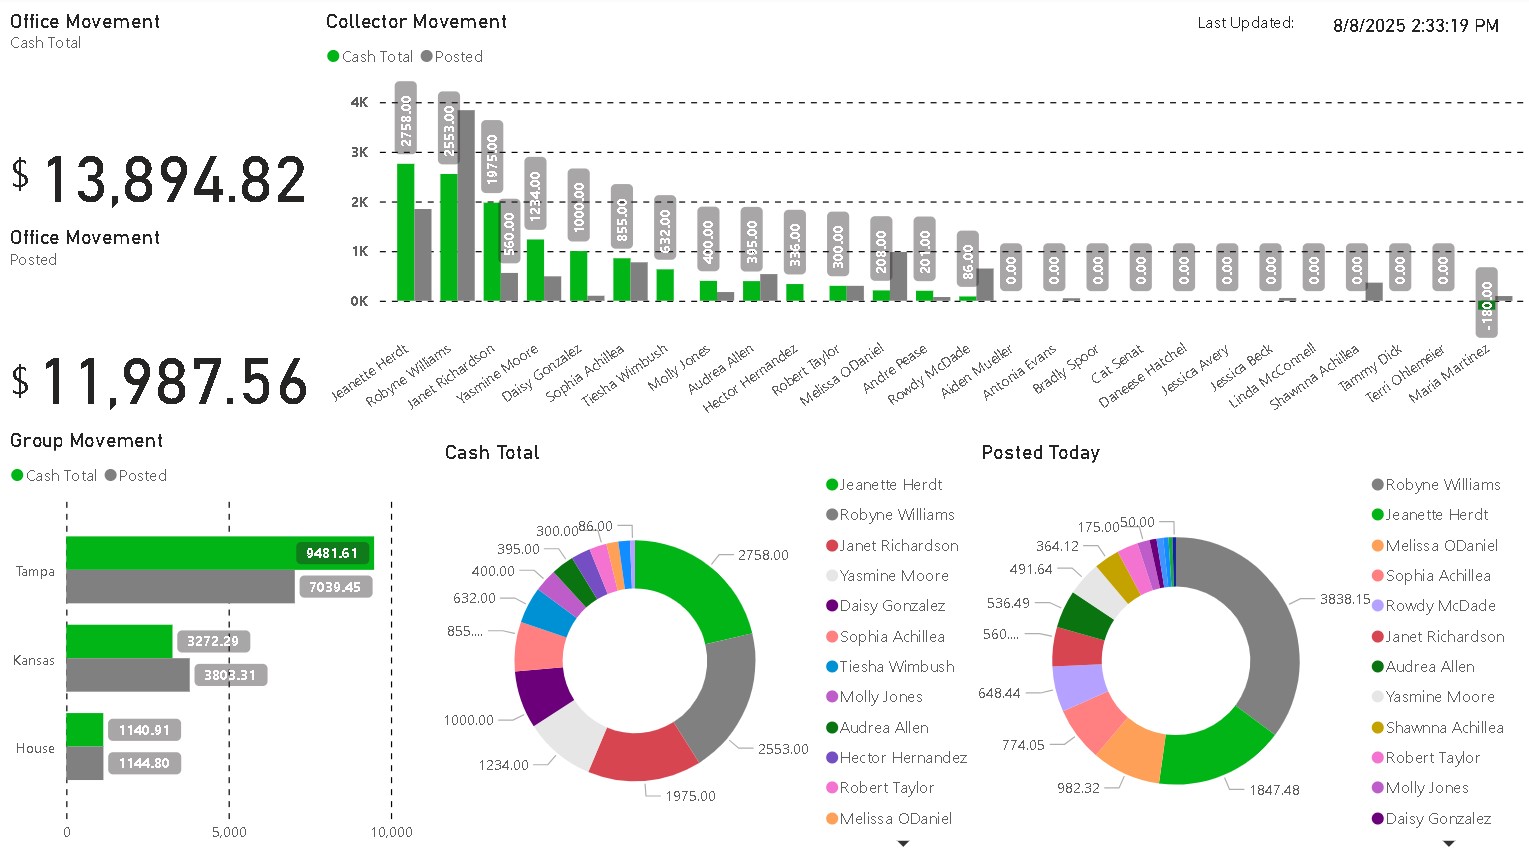 Office Movement
Cash Total
$ 13,894.82
Office Movement
Posted
$ 11,987.56
Collector Movement
Cash Total Posted
Last Updated: 8/8/2025 2:33:19 PM
4K
3K
2K
1K
0K
2758.00
2553.00
1975.00
560.00
1234.00
1000.00
855.00
632.00
400.00
395.00
336.00
300.00
208.00
201.00
86.00
0.00
0.00
0.00
0.00
0.00
0.00
0.00
0.00
0.00
0.00
0.00
-180.00
Jeanette Herdt
Robyne Williams
Janet Richardson
Yasmine Moore
Daisy Gonzalez
Sophia Achillea
Tiesha Wimbush
Molly Jones
Audrea Allen
Hector Hernandez
Robert Taylor
Melissa ODaniel
Andre Pease
Rowdy McDade
Aiden Mueller
Antonia Evans
Bradly Spoor
Cat Senat
Daneese Hatchel
Jessica Avery
Jessica Beck
Linda McConnell
Shawnna Achillea
Tammy Dick
Terri Ohlemeier
Maria Martinez
Group Movement
Cash Total Posted
Tampa
9481.61
7039.45
Kansas
3272.29
3803.31
House
1140.91
1144.80
0 5,000 10,000
Cash Total
2758.00
2553.00
1975.00
1234.00
1000.00
855....
632.00
400.00
395.00
300.00
86.00
Jeanette Herdt
Robyne Williams
Janet Richardson
Yasmine Moore
Daisy Gonzalez
Sophia Achillea
Tiesha Wimbush
Molly Jones
Audrea Allen
Hector Hernandez
Robert Taylor
Melissa ODaniel
Posted Today
3838.15
1847.48
982.32
774.05
648.44
560....
536.49
491.64
364.12
175.00
50.00
Robyne Williams
Jeanette Herdt
Melissa ODaniel
Sophia Achillea
Rowdy McDade
Janet Richardson
Audrea Allen
Yasmine Moore
Shawnna Achillea
Robert Taylor
Molly Jones
Daisy Gonzalez